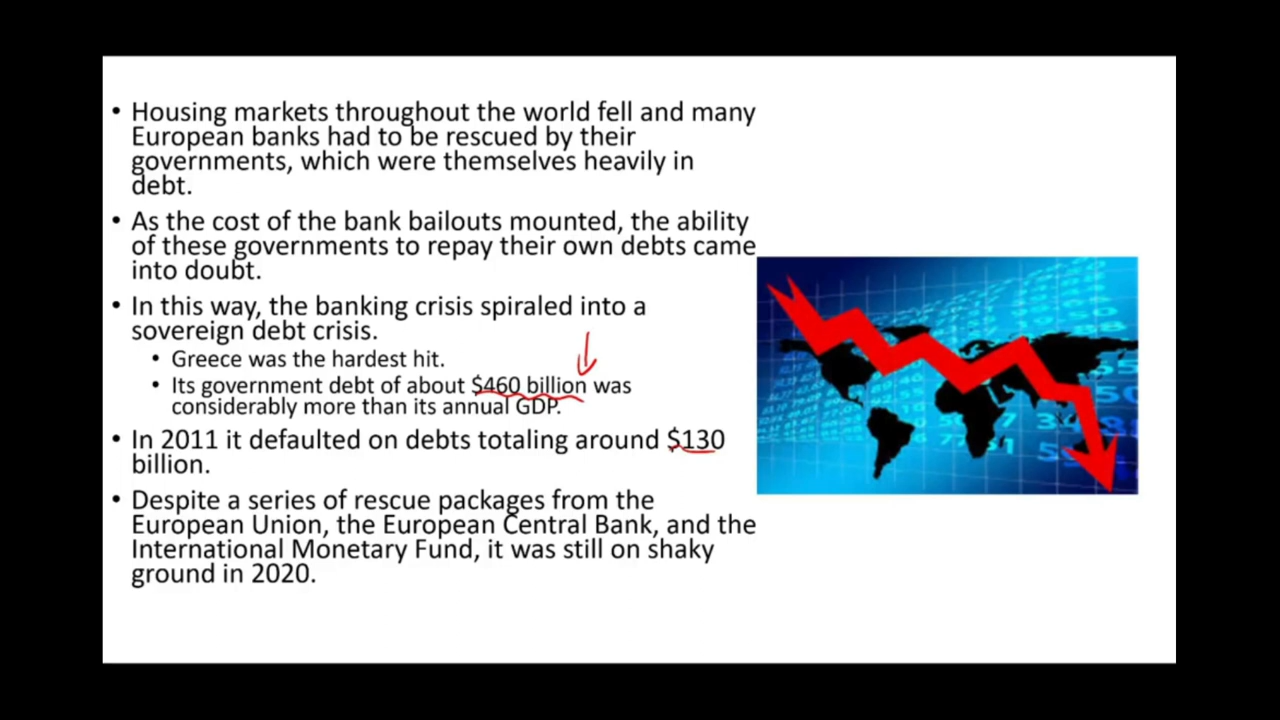 • Housing markets throughout the world fell and many
European banks had to be rescued by their
governments, which were themselves heavily in
debt.
• As the cost of the bank bailouts mounted, the ability
of these governments to repay their own debts came
into doubt.
• In this way, the banking crisis spiraled into a
sovereign debt crisis.
• Greece was the hardest hit.
• Its government debt of about $460 billion was
considerably more than its annual GDP.
• In 2011 it defaulted on debts totaling around $130
billion.
• Despite a series of rescue packages from the
European Union, the European Central Bank, and the
International Monetary Fund, it was still on shaky
ground in 2020.